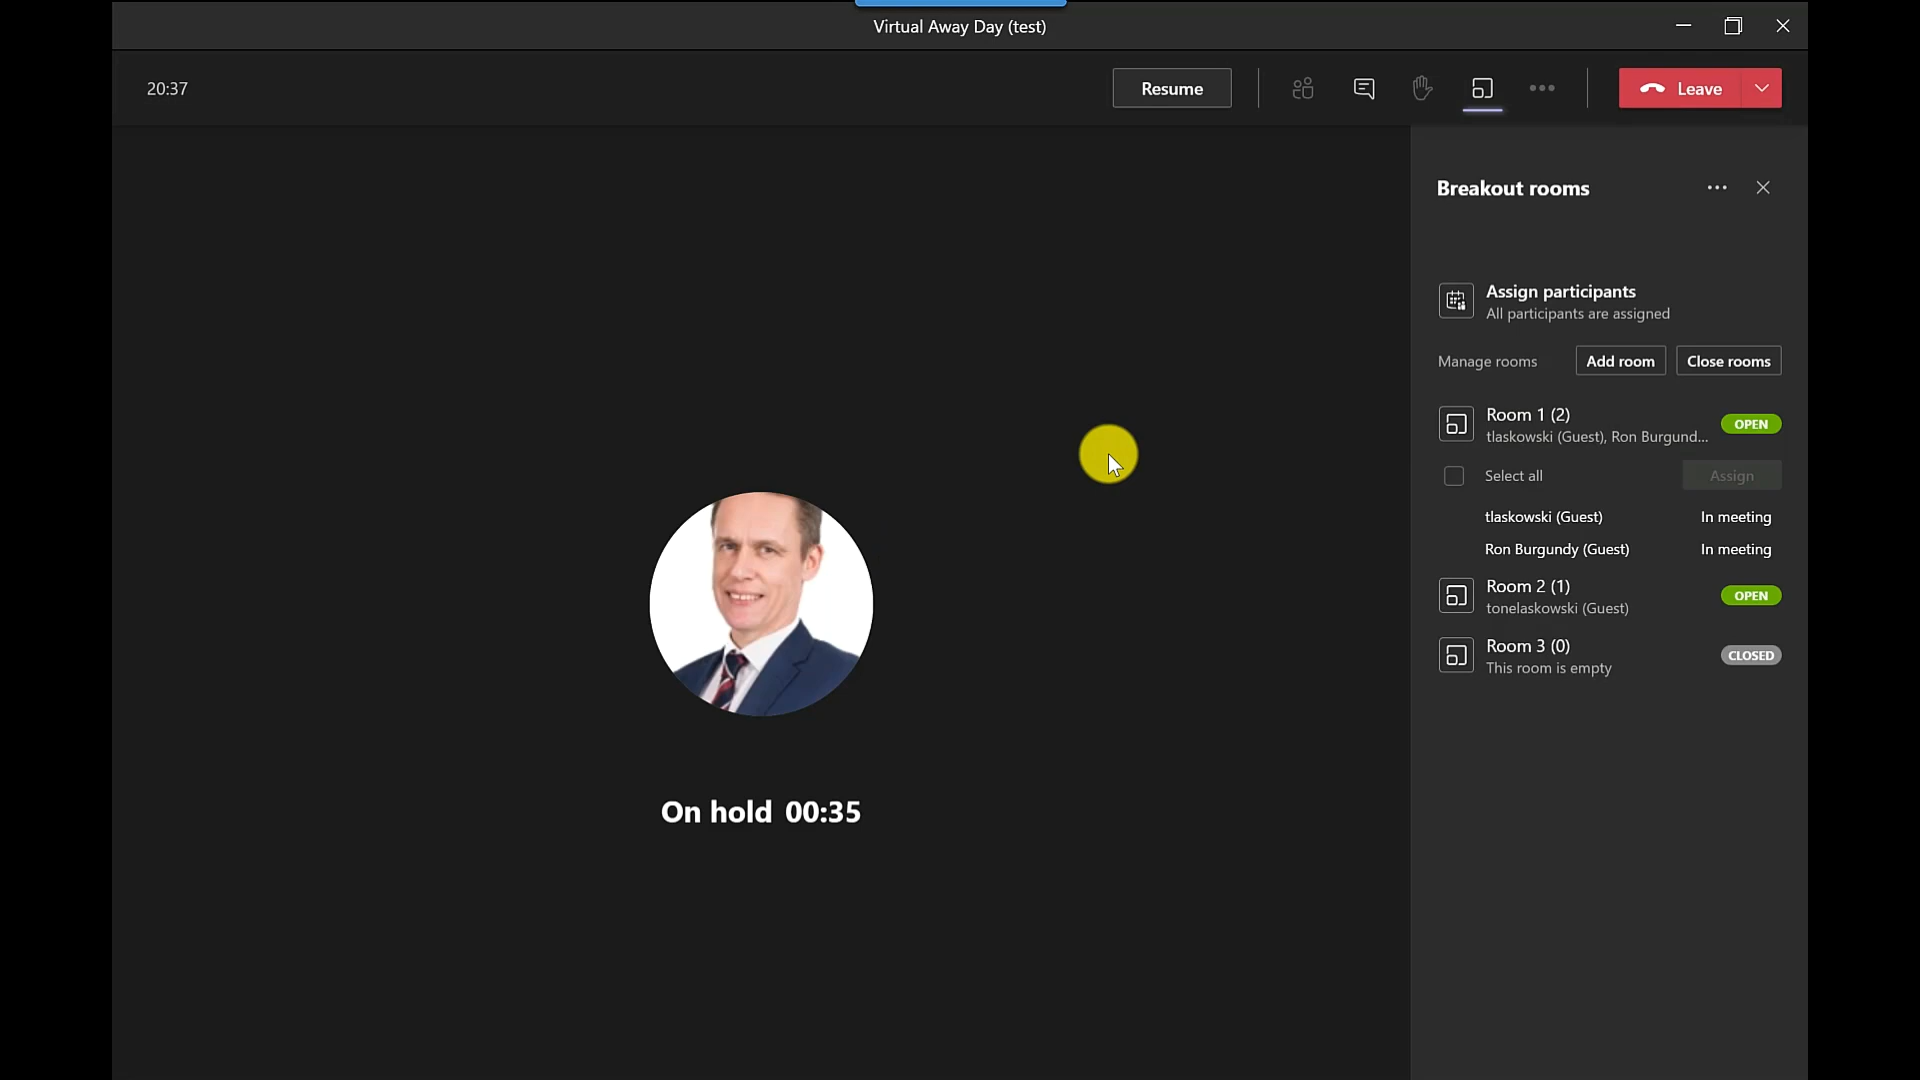 Virtual Away Day (test)
20:37
Resume
Leave
Breakout rooms
Assign participants
All participants are assigned
Manage rooms
Add room
Close rooms
Room 1 (2)
tlaskowski (Guest), Ron Burgund...
OPEN
Select all
Assign
tlaskowski (Guest)
In meeting
Ron Burgundy (Guest)
In meeting
Room 2 (1)
tonelaskowski (Guest)
OPEN
Room 3 (0)
This room is empty
CLOSED
On hold 00:35